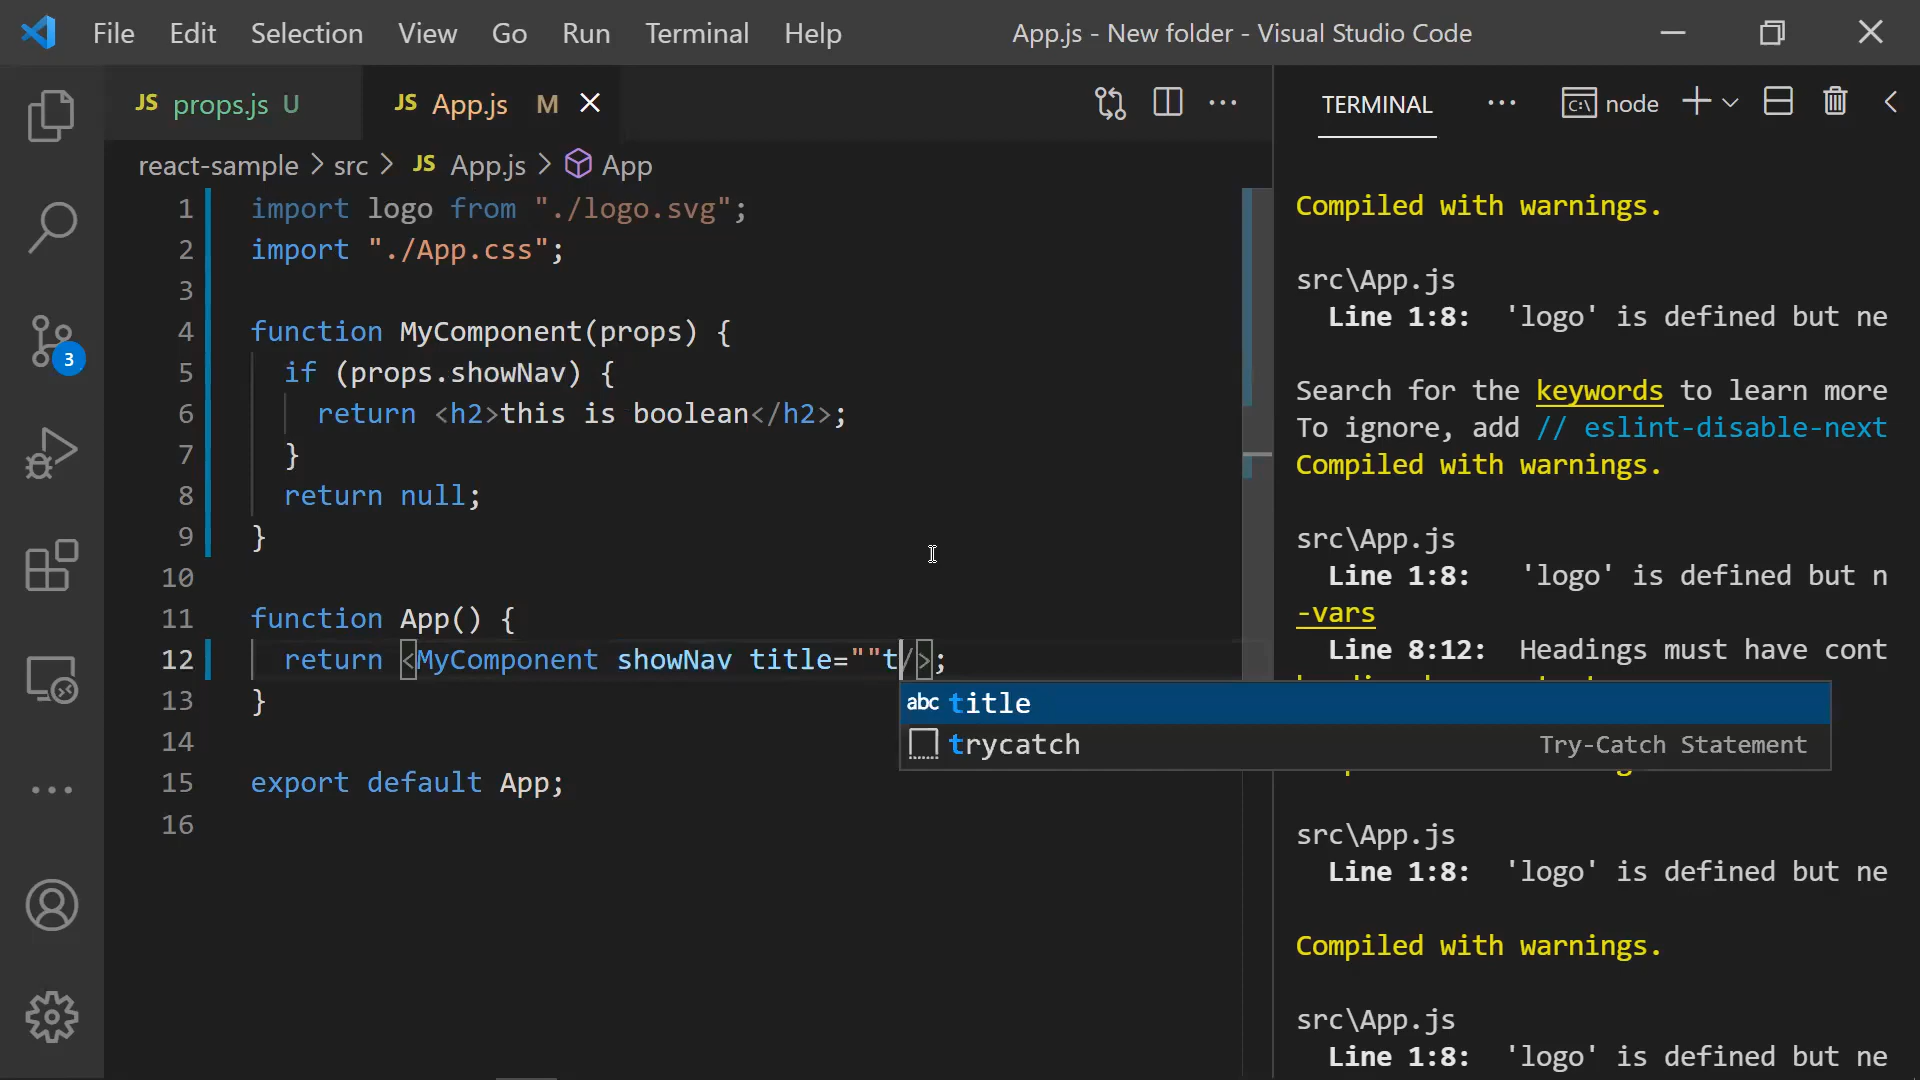 File Edit Selection View Go Run Terminal Help App.js - New folder - Visual Studio Code
JS props.js U JS App.js M
react-sample > src > JS App.js > App
1 import logo from "./logo.svg";
2 import "./App.css";
3
4 function MyComponent(props) {
5 if (props.showNav) {
6 return <h2>this is boolean</h2>;
7 }
8 return null;
9 }
10
11 function App() {
12 return <MyComponent showNav title=""t/>;
13 }
14
15 export default App;
16
abc title
trycatch Try-Catch Statement
3
TERMINAL node
Compiled with warnings.
src\App.js
Line 1:8: 'logo' is defined but ne
Search for the keywords to learn more
To ignore, add // eslint-disable-next
Compiled with warnings.
src\App.js
Line 1:8: 'logo' is defined but n
-vars
Line 8:12: Headings must have cont
src\App.js
Line 1:8: 'logo' is defined but ne
Compiled with warnings.
src\App.js
Line 1:8: 'logo' is defined but ne